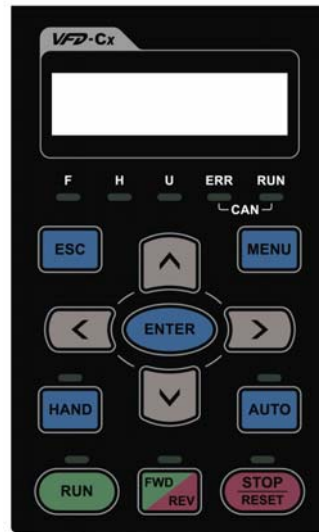 VFD-Cx
F H U ERR RUN
CAN
ESC MENU
ENTER
HAND AUTO
RUN FWD REV STOP RESET